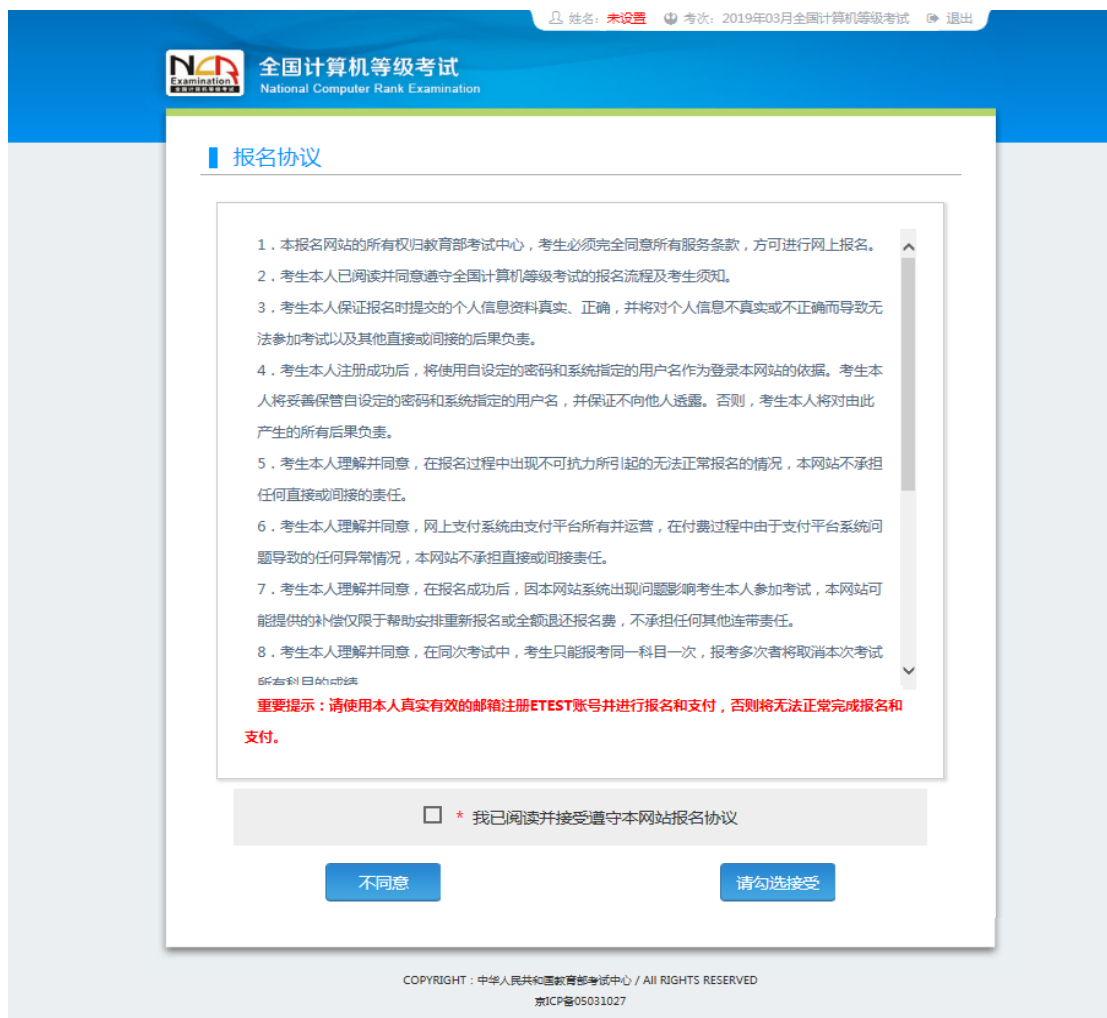 姓名：未设置 考次：2019年03月全国计算机等级考试 退出
NCR
Examination
全国计算机等级考试
全国计算机等级考试
National Computer Rank Examination
报名协议
1．本报名网站的所有权归教育部考试中心，考生必须完全同意所有服务条款，方可进行网上报名。
2．考生本人已阅读并同意遵守全国计算机等级考试的报名流程及考生须知。
3．考生本人保证报名时提交的个人信息资料真实、正确，并将对个人信息不真实或不正确而导致无
法参加考试以及其他直接或间接的后果负责。
4．考生本人注册成功后，将使用自设定的密码和系统指定的用户名作为登录本网站的依据。考生本
人将妥善保管自设定的密码和系统指定的用户名，并保证不向他人透露。否则，考生本人将对由此
产生的所有后果负责。
5．考生本人理解并同意，在报名过程中出现不可抗力所引起的无法正常报名的情况，本网站不承担
任何直接或间接的责任。
6．考生本人理解并同意，网上支付系统由支付平台所有并运营，在付费过程中由于支付平台系统问
题导致的任何异常情况，本网站不承担直接或间接责任。
7．考生本人理解并同意，在报名成功后，因本网站系统出现问题影响考生本人参加考试，本网站可
能提供的补偿仅限于帮助安排重新报名或全额退还报名费，不承担任何其他连带责任。
8．考生本人理解并同意，在同次考试中，考生只能报考同一科目一次，报考多次者将取消本次考试
所有科目的成绩
重要提示：请使用本人真实有效的邮箱注册ETEST账号并进行报名和支付，否则将无法正常完成报名和
支付。
* 我已阅读并接受遵守本网站报名协议
不同意 请勾选接受
COPYRIGHT：中华人民共和国教育部考试中心 / All RIGHTS RESERVED
京ICP备05031027